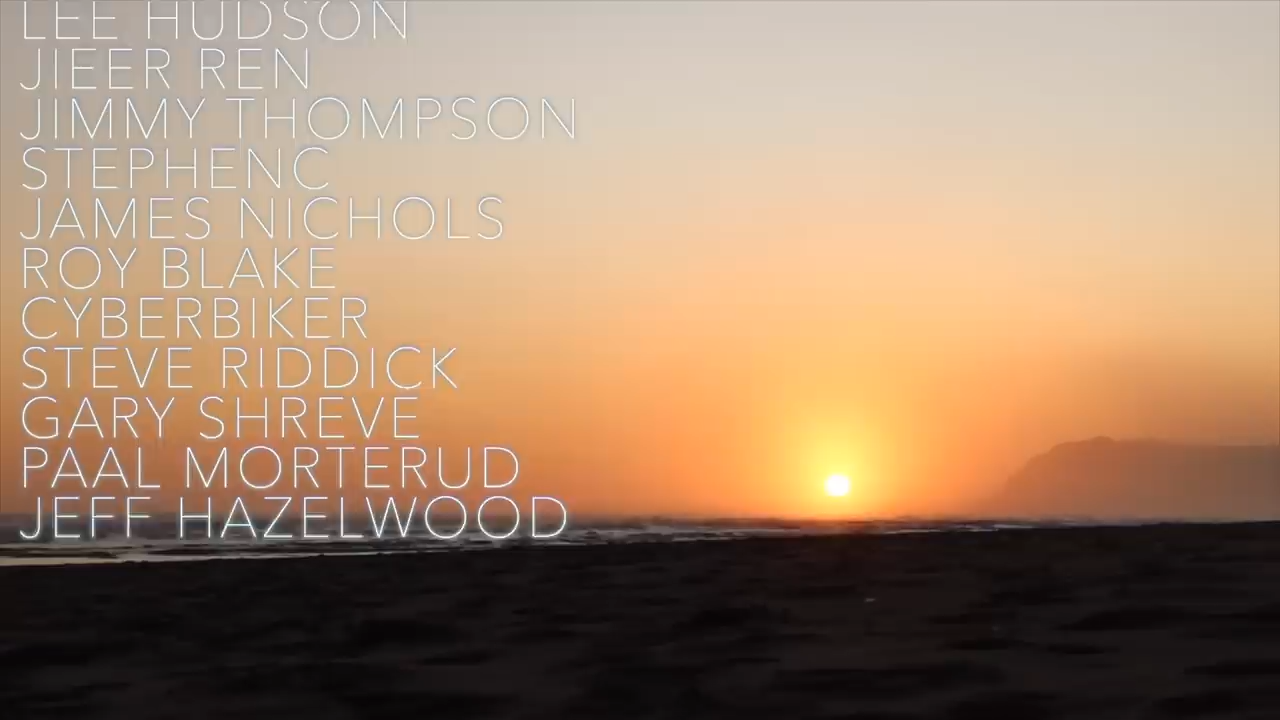 LEE HUDSON
JIEER REN
JIMMY THOMPSON
STEPHENC
JAMES NICHOLS
ROY BLAKE
CYBERBIKER
STEVE RIDDICK
GARY SHREVE
PAAL MORTERUD
JEFF HAZELWOOD